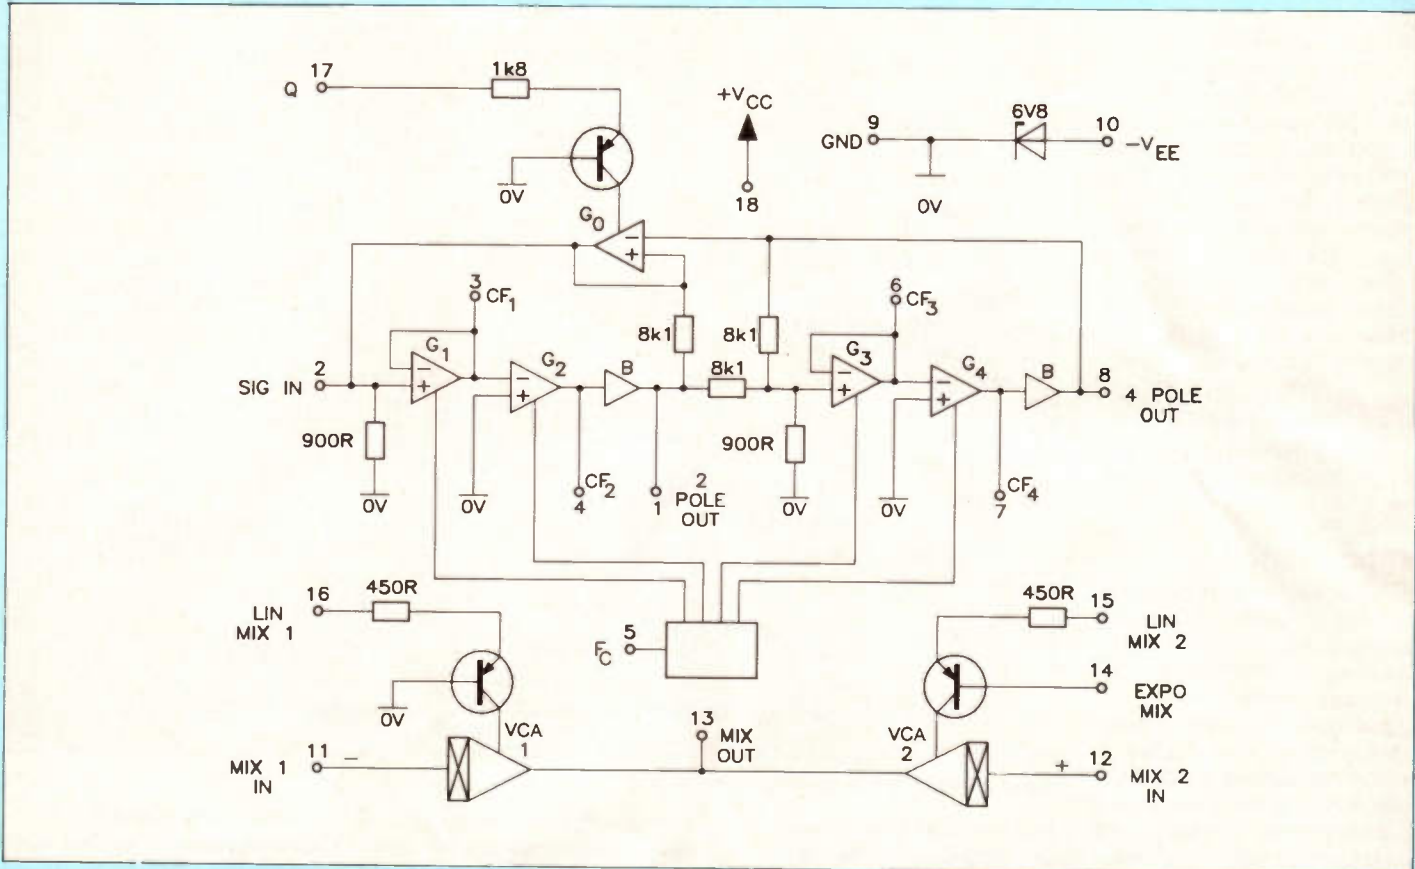 17
Q
1k8
+VCC
18
6V8
9
GND
10
-VEE
0V
0V
G0
−
+
3
CF1
8k1
8k1
8k1
6
CF3
2
SIG IN
G1
−
+
G2
−
+
B
G3
−
+
G4
−
+
B
8
4 POLE
OUT
900R
0V
0V
CF2
4
1
2
POLE
OUT
900R
0V
0V
CF4
7
16
450R
LIN
MIX 1
450R
15
LIN
MIX 2
5
FC
14
EXPO
MIX
0V
VCA
1
13
MIX
OUT
VCA
2
11
−
MIX 1
IN
+
12
MIX 2
IN